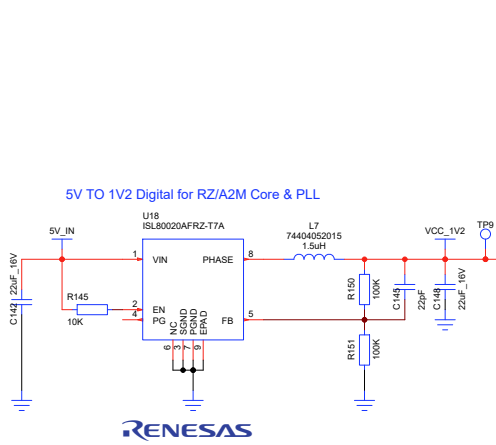 5V TO 1V2 Digital for RZ/A2M Core & PLL
U18
ISL80020AFRZ-T7A
5V_IN
L7
74404052015
1.5uH
VCC_1V2
TP9
1
VIN
PHASE
8
C142
22uF_16V
R145
10K
2
EN
4
PG
FB
5
NC
SGND
PGND
EPAD
6
3
7
9
R150
100K
C145
22pF
C148
22uF_16V
R151
100K
RENESAS